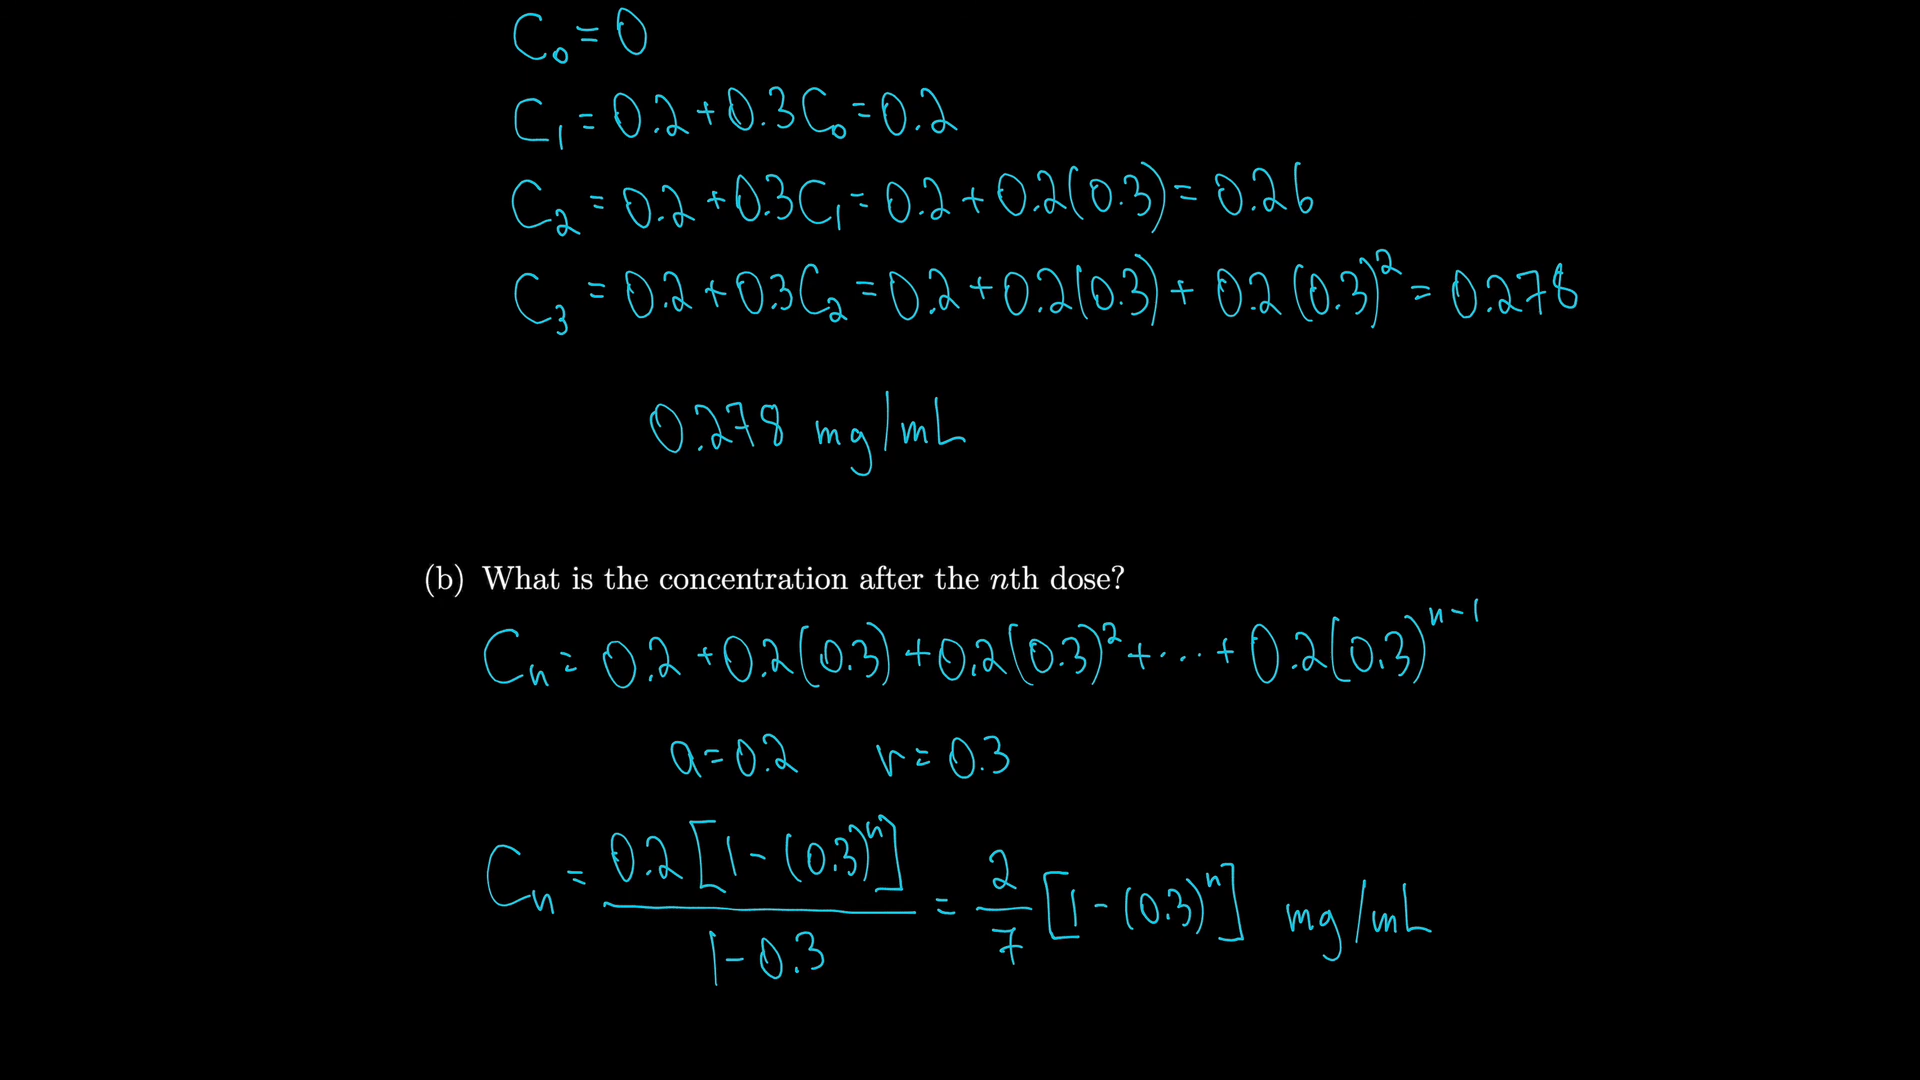 C₀ = 0
C₁ = 0.2 + 0.3C₀ = 0.2
C₂ = 0.2 + 0.3C₁ = 0.2 + 0.2(0.3) = 0.26
C₃ = 0.2 + 0.3C₂ = 0.2 + 0.2(0.3) + 0.2(0.3)² = 0.278
0.278 mg/mL
(b) What is the concentration after the nth dose?
Cₙ = 0.2 + 0.2(0.3) + 0.2(0.3)² + ··· + 0.2(0.3)ⁿ⁻¹
a = 0.2 r = 0.3
Cₙ = 0.2[1 - (0.3)ⁿ] / 1 - 0.3 = 2/7 [1 - (0.3)ⁿ] mg/mL